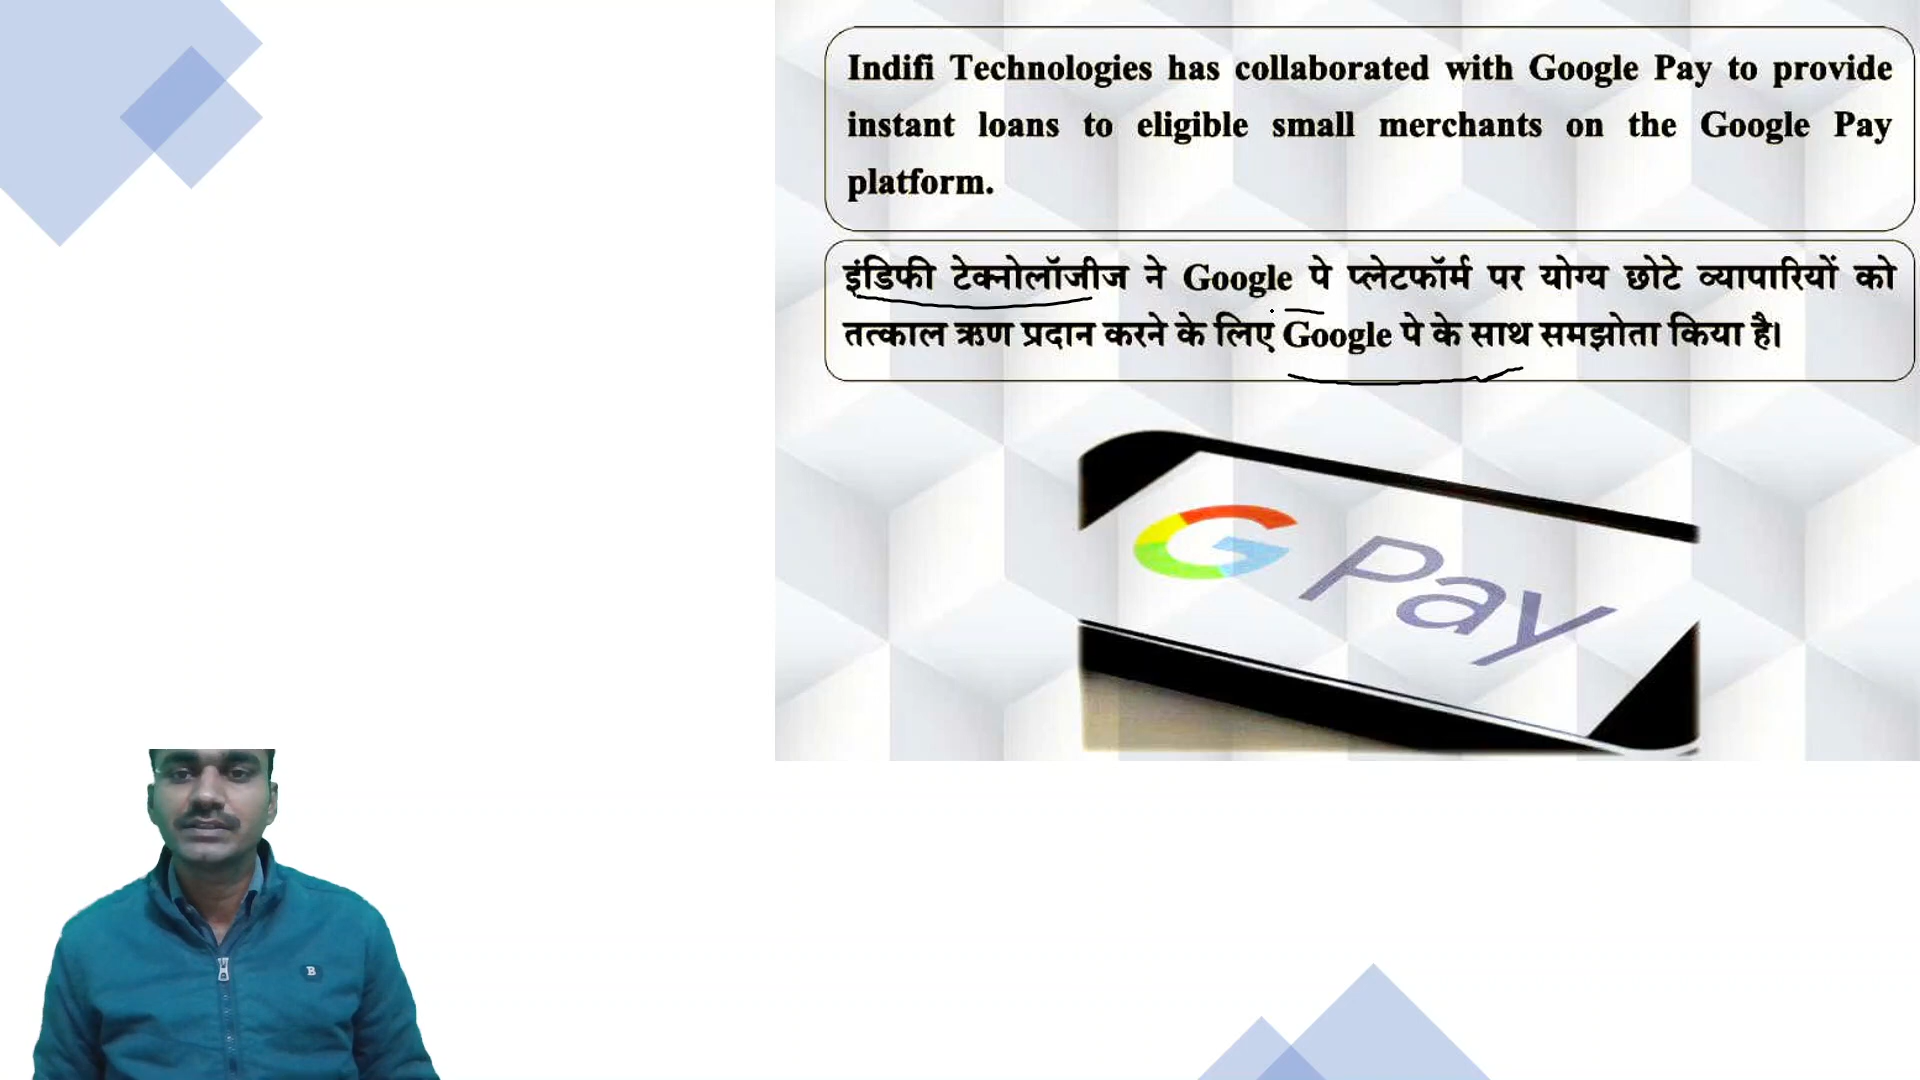 Indifi Technologies has collaborated with Google Pay to provide
instant loans to eligible small merchants on the Google Pay
platform.
इंडिफी टेक्नोलॉजीज ने Google पे प्लेटफॉर्म पर योग्य छोटे व्यापारियों को
तत्काल ऋण प्रदान करने के लिए Google पे के साथ समझोता किया है।
G Pay
B